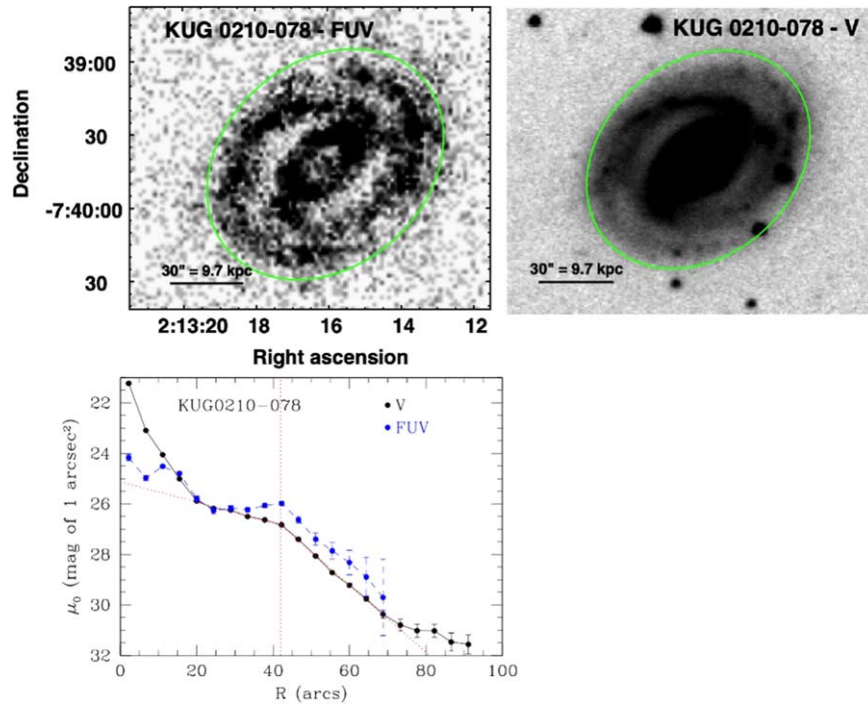 KUG 0210-078 - FUV
39:00
30
-7:40:00
30
Declination
30" = 9.7 kpc
2:13:20 18 16 14 12
Right ascension
KUG 0210-078 - V
30" = 9.7 kpc
KUG0210-078
V
FUV
22
24
26
28
30
32
μ₀ (mag of 1 arcsec²)
0 20 40 60 80 100
R (arcs)